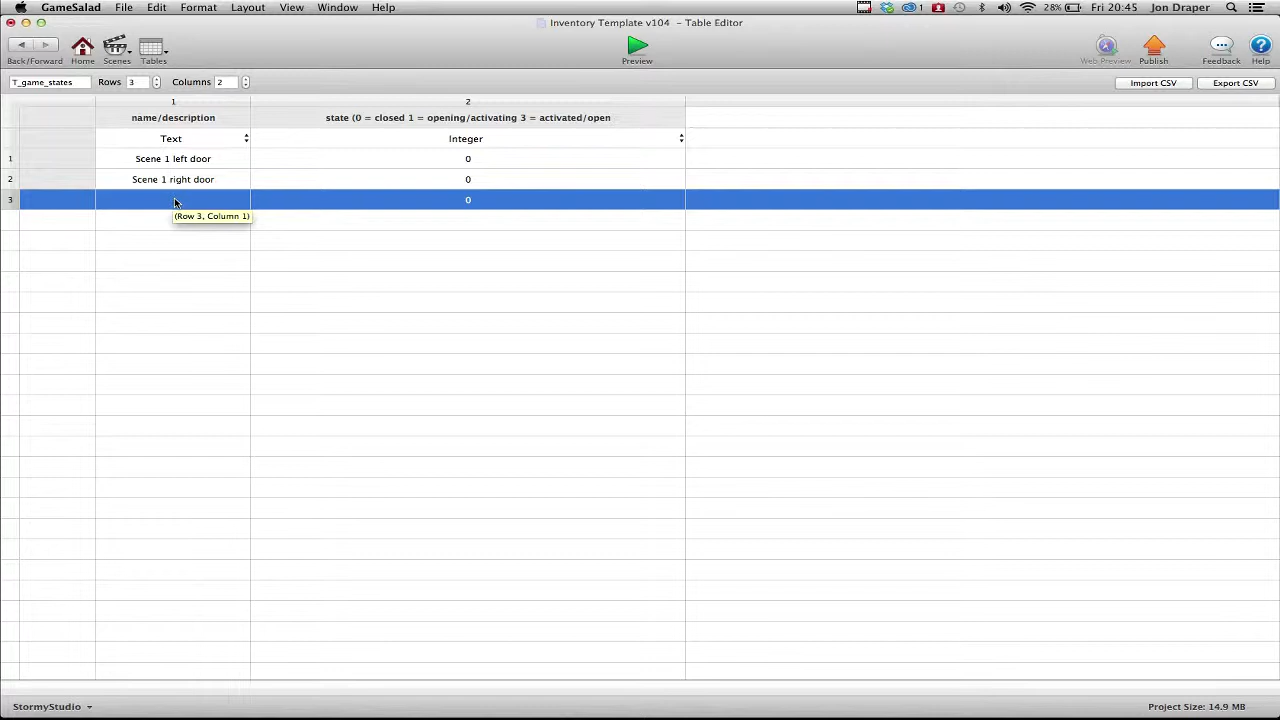 GameSalad File Edit Format Layout View Window Help 1 28% Fri 20:45 Jon Draper
Inventory Template v104 – Table Editor
Back/Forward Home Scenes Tables Preview Web Preview Publish Feedback Help
T_game_states Rows 3 Columns 2 Import CSV Export CSV
1 2
name/description state (0 = closed 1 = opening/activating 3 = activated/open
Text Integer
1 Scene 1 left door 0
2 Scene 1 right door 0
3 0
(Row 3, Column 1)
StormyStudio Project Size: 14.9 MB